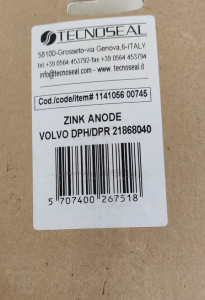 TECNOSEAL
58100-Grosseto-via Genova,6-ITALY
tel.+39 0564 453792-fax +39 0564 453794
info@tecnoseal.it - www.tecnoseal.it
Cod./code/item# 1141056 00745
ZINK ANODE
VOLVO DPH/DPR 21868040
5 707400 267518